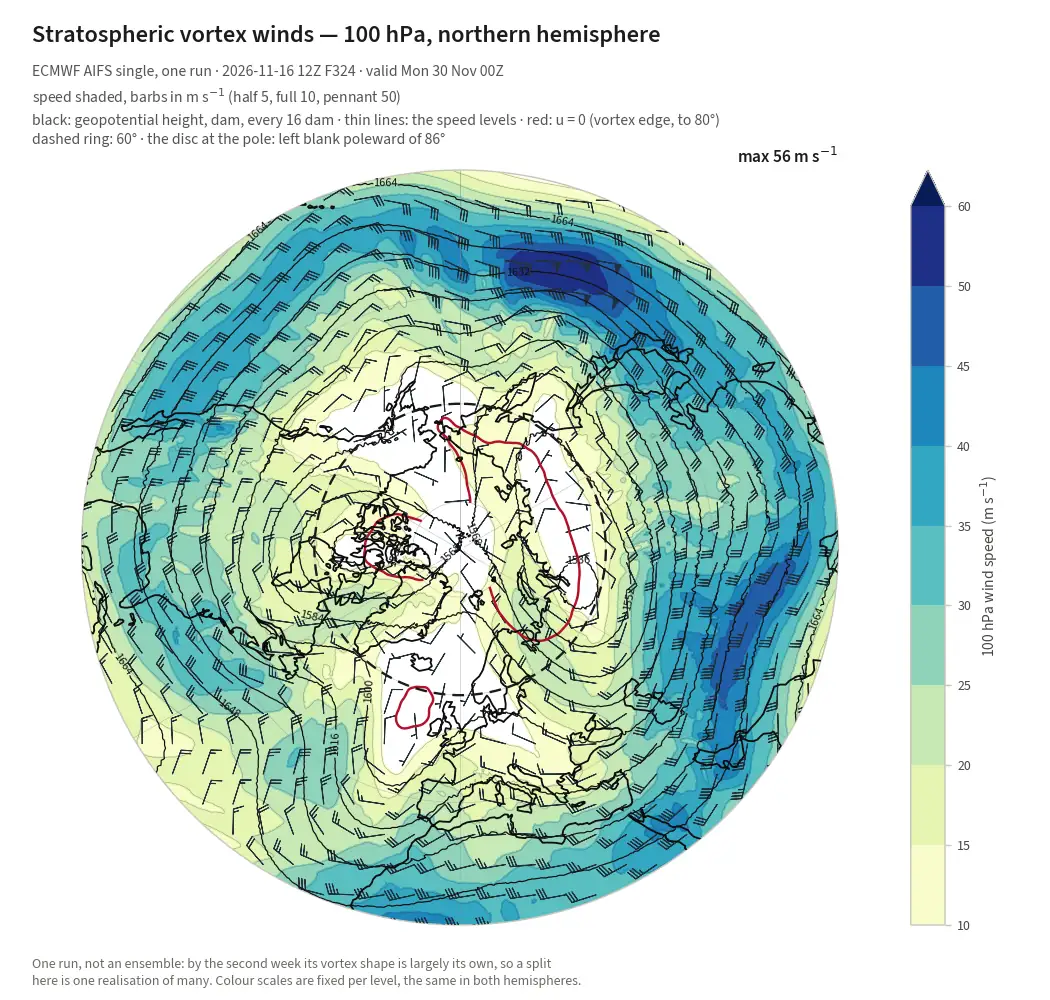 Stratospheric vortex winds — 100 hPa, northern hemisphere
ECMWF AIFS single, one run · 2026-11-16 12Z F324 · valid Mon 30 Nov 00Z
speed shaded, barbs in m s⁻¹ (half 5, full 10, pennant 50)
black: geopotential height, dam, every 16 dam · thin lines: the speed levels · red: u = 0 (vortex edge, to 80°)
dashed ring: 60° · the disc at the pole: left blank poleward of 86°
max 56 m s⁻¹
1664
1664
1664
1632
1536
1552
1584
1664
1664
1600
1648
1616
60
50
45
40
35
30
25
20
15
10
100 hPa wind speed (m s⁻¹)
One run, not an ensemble: by the second week its vortex shape is largely its own, so a split
here is one realisation of many. Colour scales are fixed per level, the same in both hemispheres.